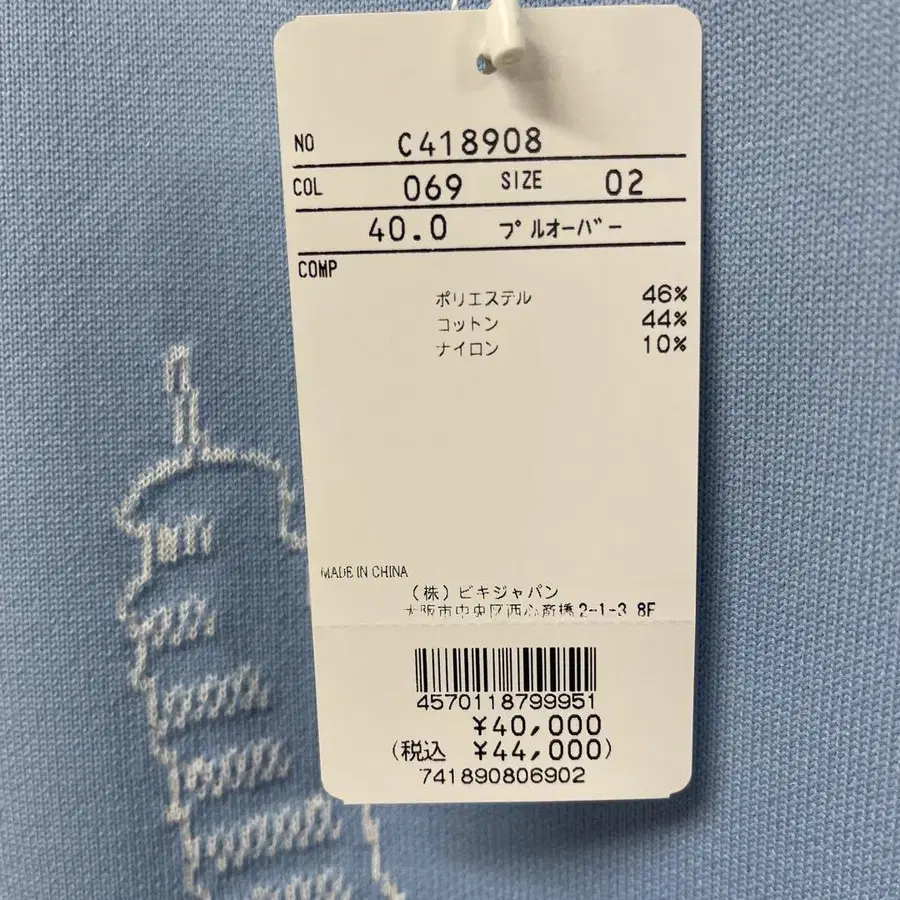 NO C418908
COL 069 SIZE 02
40.0 プルオーバー
COMP
ポリエステル 46%
コットン 44%
ナイロン 10%
MADE IN CHINA
(株)ビキジャパン
大阪市中央区西心斎橋2-1-3 8F
4570118799951
¥40,000
(税込 ¥44,000)
741890806902